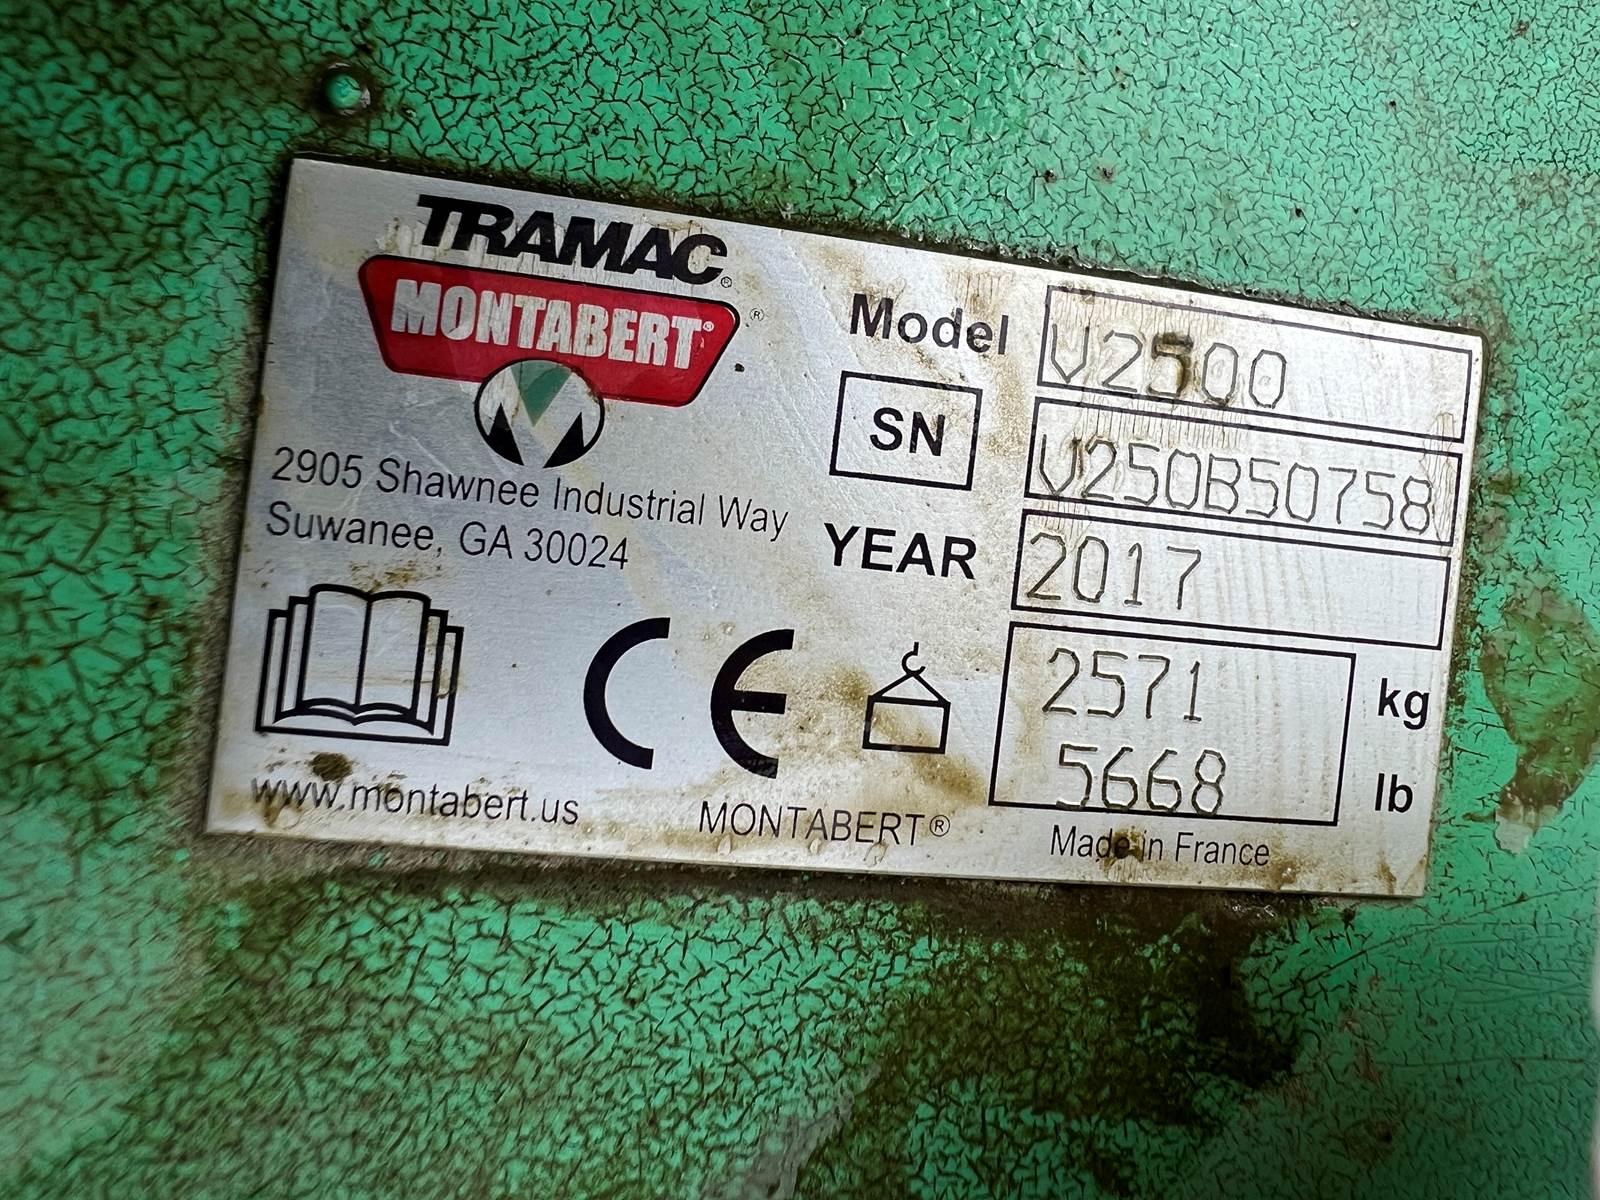 TRAMAC®
MONTABERT® ®
2905 Shawnee Industrial Way
Suwanee, GA 30024
Model V2500
SN V250B50758
YEAR 2017
2571 kg
5668 lb
CE
www.montabert.us
MONTABERT®
Made in France